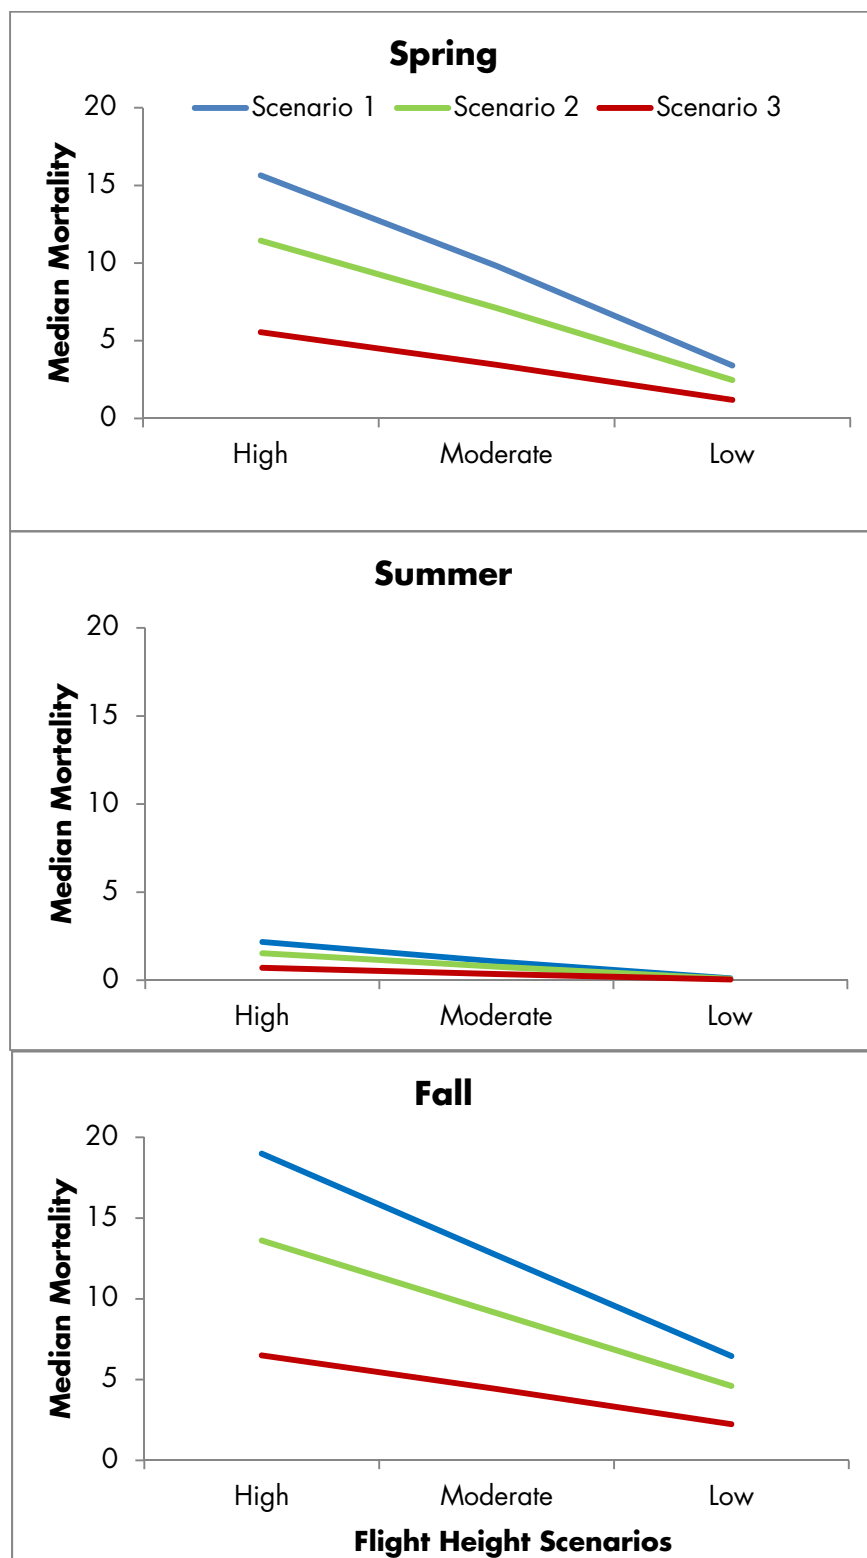 Spring
Scenario 1 Scenario 2 Scenario 3
Median Mortality
20
15
10
5
0
High Moderate Low
Summer
Median Mortality
20
15
10
5
0
High Moderate Low
Fall
Median Mortality
20
15
10
5
0
High Moderate Low
Flight Height Scenarios